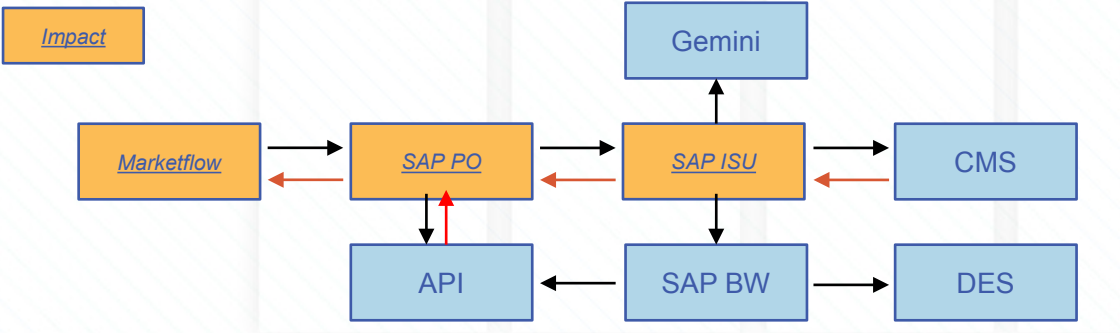 Impact
Gemini
Marketflow
SAP PO
SAP ISU
CMS
API
SAP BW
DES